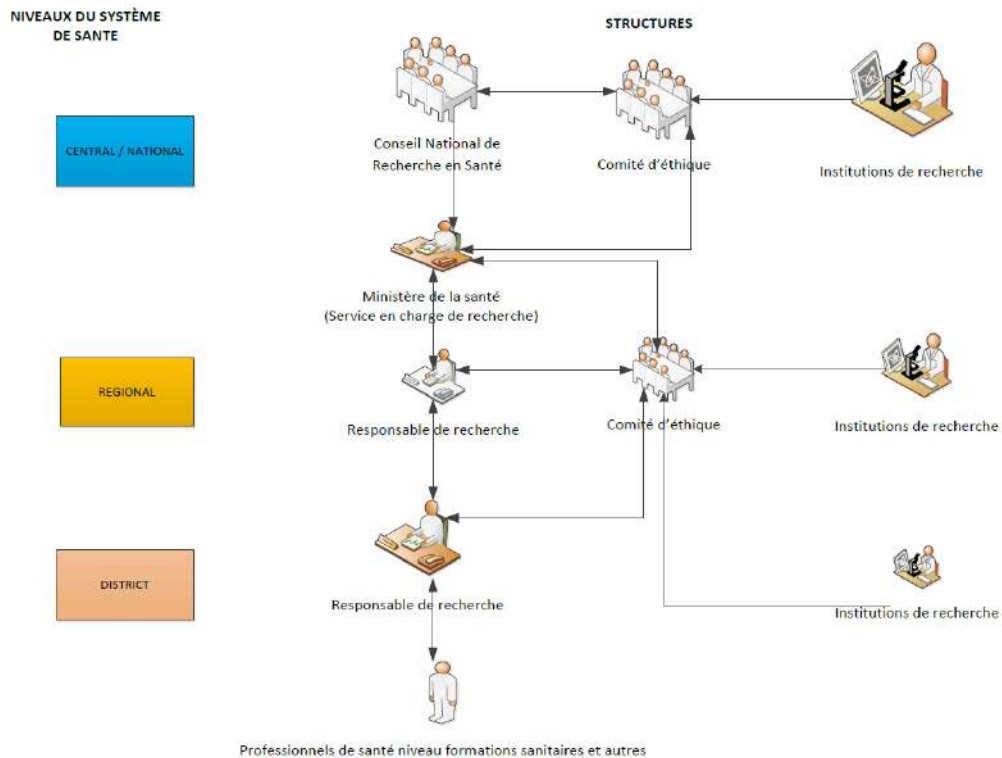 NIVEAUX DU SYSTÈME
DE SANTE
STRUCTURES
CENTRAL / NATIONAL
Conseil National de
Recherche en Santé
Comité d'éthique
Institutions de recherche
Ministère de la santé
(Service en charge de recherche)
REGIONAL
Responsable de recherche
Comité d'éthique
Institutions de recherche
DISTRICT
Responsable de recherche
Institutions de recherche
Professionnels de santé niveau formations sanitaires et autres